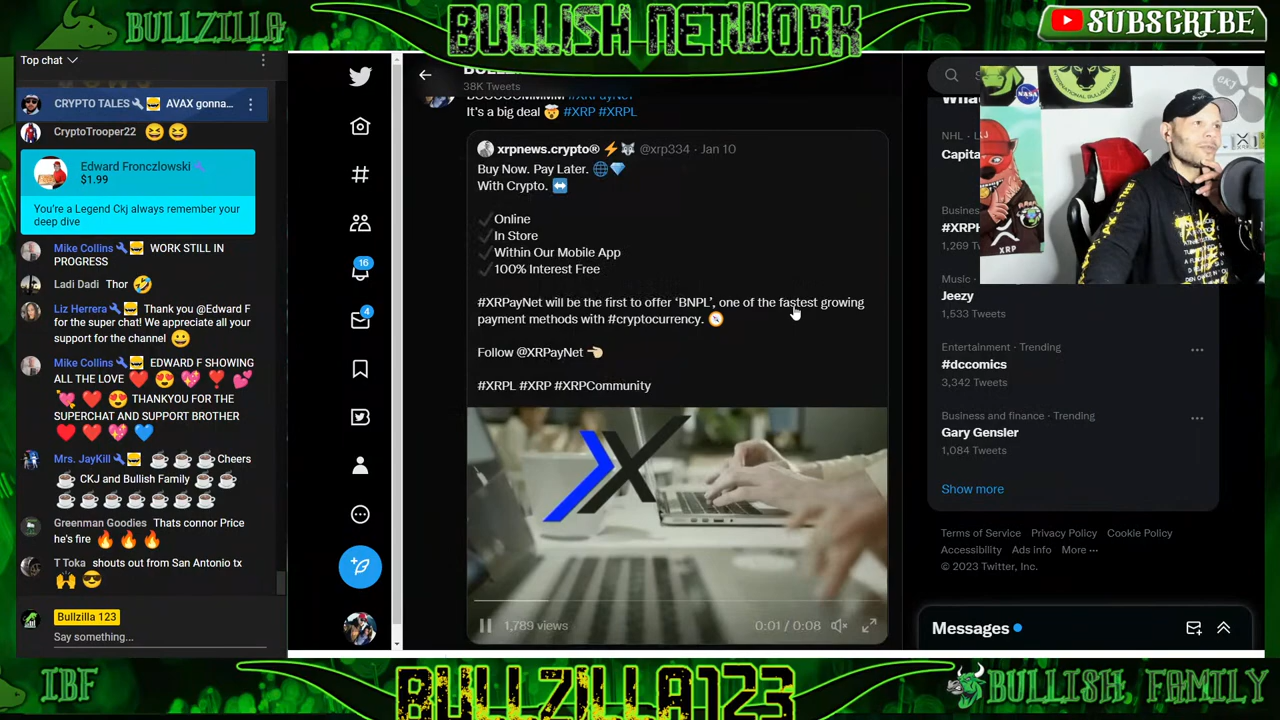 BULLZILLA
BULLISH NETWORK
SUBSCRIBE
Top chat
CRYPTO TALES AVAX gonna...
CryptoTrooper22
Edward Fronczlowski
$1.99
You're a Legend Ckj always remember your
deep dive
Mike Collins WORK STILL IN
PROGRESS
Ladi Dadi Thor 🤣
Liz Herrera Thank you @Edward F
for the super chat! We appreciate all your
support for the channel 😀
Mike Collins EDWARD F SHOWING
ALL THE LOVE ❤️ 😍 💖 ❣️ 💕
💘 ❤️ 😍 THANKYOU FOR THE
SUPERCHAT AND SUPPORT BROTHER
❤️ ❤️ 💖 💙
Mrs. JayKill ☕ ☕ ☕ Cheers
☕ CKJ and Bullish Family ☕ ☕
☕ ☕ ☕ ☕ ☕ ☕ ☕
Greenman Goodies Thats connor Price
he's fire 🔥 🔥 🔥
T Toka shouts out from San Antonio tx
🙌 😎
Bullzilla 123
Say something...
16
4
38K Tweets
#XRPayNet
It's a big deal 🤯 #XRP #XRPL
xrpnews.crypto® ⚡ @xrp334 · Jan 10
Buy Now. Pay Later. 🌐💎
With Crypto. ↔️
✓Online
✓In Store
✓Within Our Mobile App
✓100% Interest Free
#XRPayNet will be the first to offer 'BNPL', one of the fastest growing
payment methods with #cryptocurrency. 🧭
Follow @XRPayNet 👈
#XRPL #XRP #XRPCommunity
X
1,789 views
0:01 / 0:08
NHL · L
Capita
Busines
#XRPI
1,269 T
Music ·
Jeezy
1,533 Tweets
Entertainment · Trending
#dccomics
3,342 Tweets
Business and finance · Trending
Gary Gensler
1,084 Tweets
Show more
Terms of Service Privacy Policy Cookie Policy
Accessibility Ads info More ···
© 2023 Twitter, Inc.
Messages
NASA
CKJ
XRP
IBF
BULLZILLA123
BULLISH FAMILY